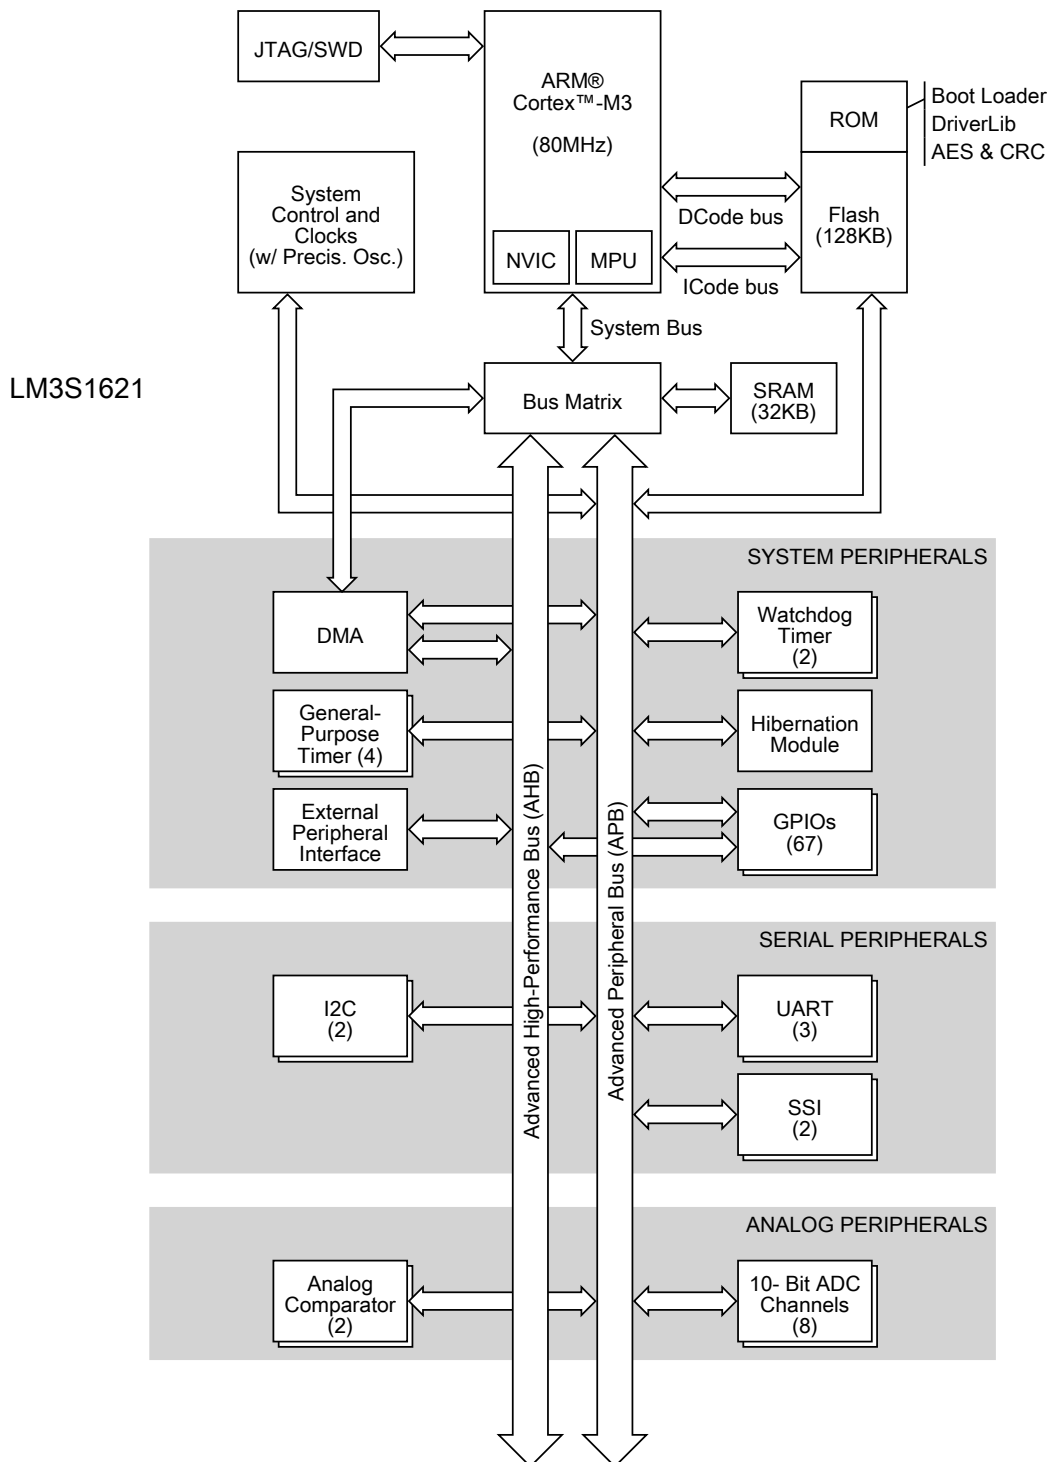 JTAG/SWD
ARM®
Cortex™-M3
(80MHz)
NVIC
MPU
ROM
Boot Loader
DriverLib
AES & CRC
Flash
(128KB)
DCode bus
ICode bus
System
Control and
Clocks
(w/ Precis. Osc.)
System Bus
LM3S1621
Bus Matrix
SRAM
(32KB)
SYSTEM PERIPHERALS
DMA
Watchdog
Timer
(2)
General-
Purpose
Timer (4)
Hibernation
Module
External
Peripheral
Interface
GPIOs
(67)
Advanced High-Performance Bus (AHB)
Advanced Peripheral Bus (APB)
SERIAL PERIPHERALS
I2C
(2)
UART
(3)
SSI
(2)
ANALOG PERIPHERALS
Analog
Comparator
(2)
10- Bit ADC
Channels
(8)